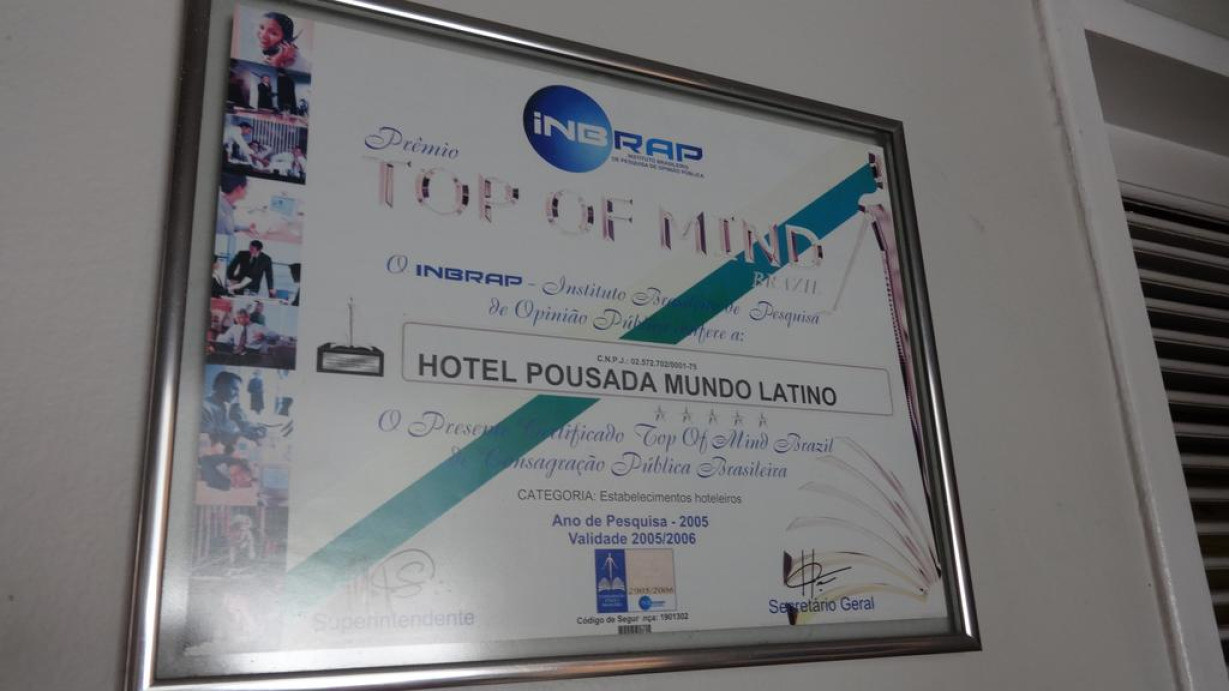 iNBRAP
INSTITUTO BRASILEIRO
DE PESQUISA DE OPINIÃO PÚBLICA
Prêmio
TOP OF MIND
BRAZIL
O INBRAP - Instituto Brasileiro de Pesquisa
de Opinião Pública confere a:
C.N.P.J.: 02.572.702/0001-75
HOTEL POUSADA MUNDO LATINO
O Presente Certificado Top Of Mind Brazil
de Consagração Pública Brasileira
CATEGORIA: Estabelecimentos hoteleiros
Ano de Pesquisa - 2005
Validade 2005/2006
2005/2006
Superintendente
Secretário Geral
Código de Segurança: 1901302